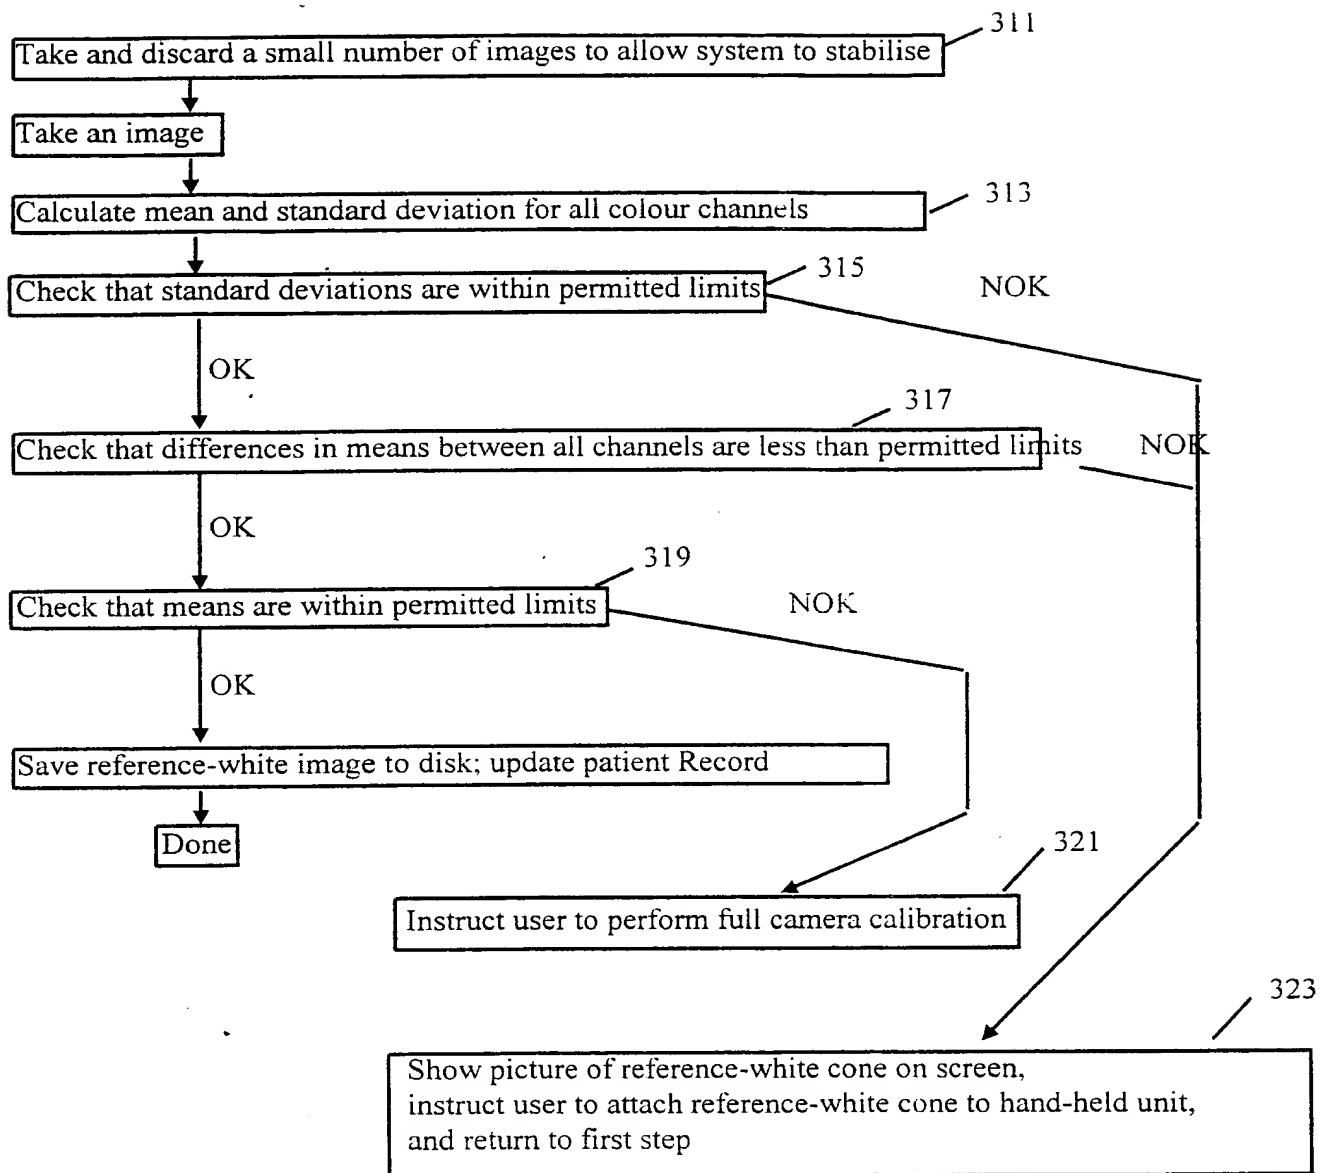 311
Take and discard a small number of images to allow system to stabilise
Take an image
313
Calculate mean and standard deviation for all colour channels
315
Check that standard deviations are within permitted limits
NOK
OK
317
Check that differences in means between all channels are less than permitted limits
NOK
OK
319
Check that means are within permitted limits
NOK
OK
Save reference-white image to disk; update patient Record
Done
321
Instruct user to perform full camera calibration
323
Show picture of reference-white cone on screen,
instruct user to attach reference-white cone to hand-held unit,
and return to first step